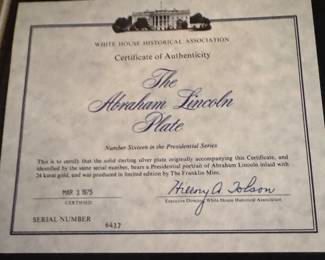 WHITE HOUSE HISTORICAL ASSOCIATION
Certificate of Authenticity
The
Abraham Lincoln
Plate
Number Sixteen in the Presidential Series
This is to certify that the solid sterling silver plate originally accompanying this Certificate, and
identified by the same serial number, bears a Presidential portrait of Abraham Lincoln inlaid with
24 karat gold, and was produced in limited edition by The Franklin Mint.
MAR 3 1975
CERTIFIED
Executive Director, White House Historical Association
SERIAL NUMBER